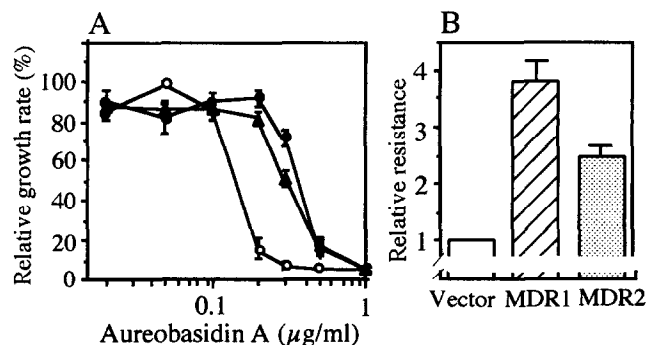 A
Relative growth rate (%)
100
80
60
40
20
0
0.1
1
Aureobasidin A (µg/ml)
B
Relative resistance
4
3
2
1
Vector MDR1 MDR2